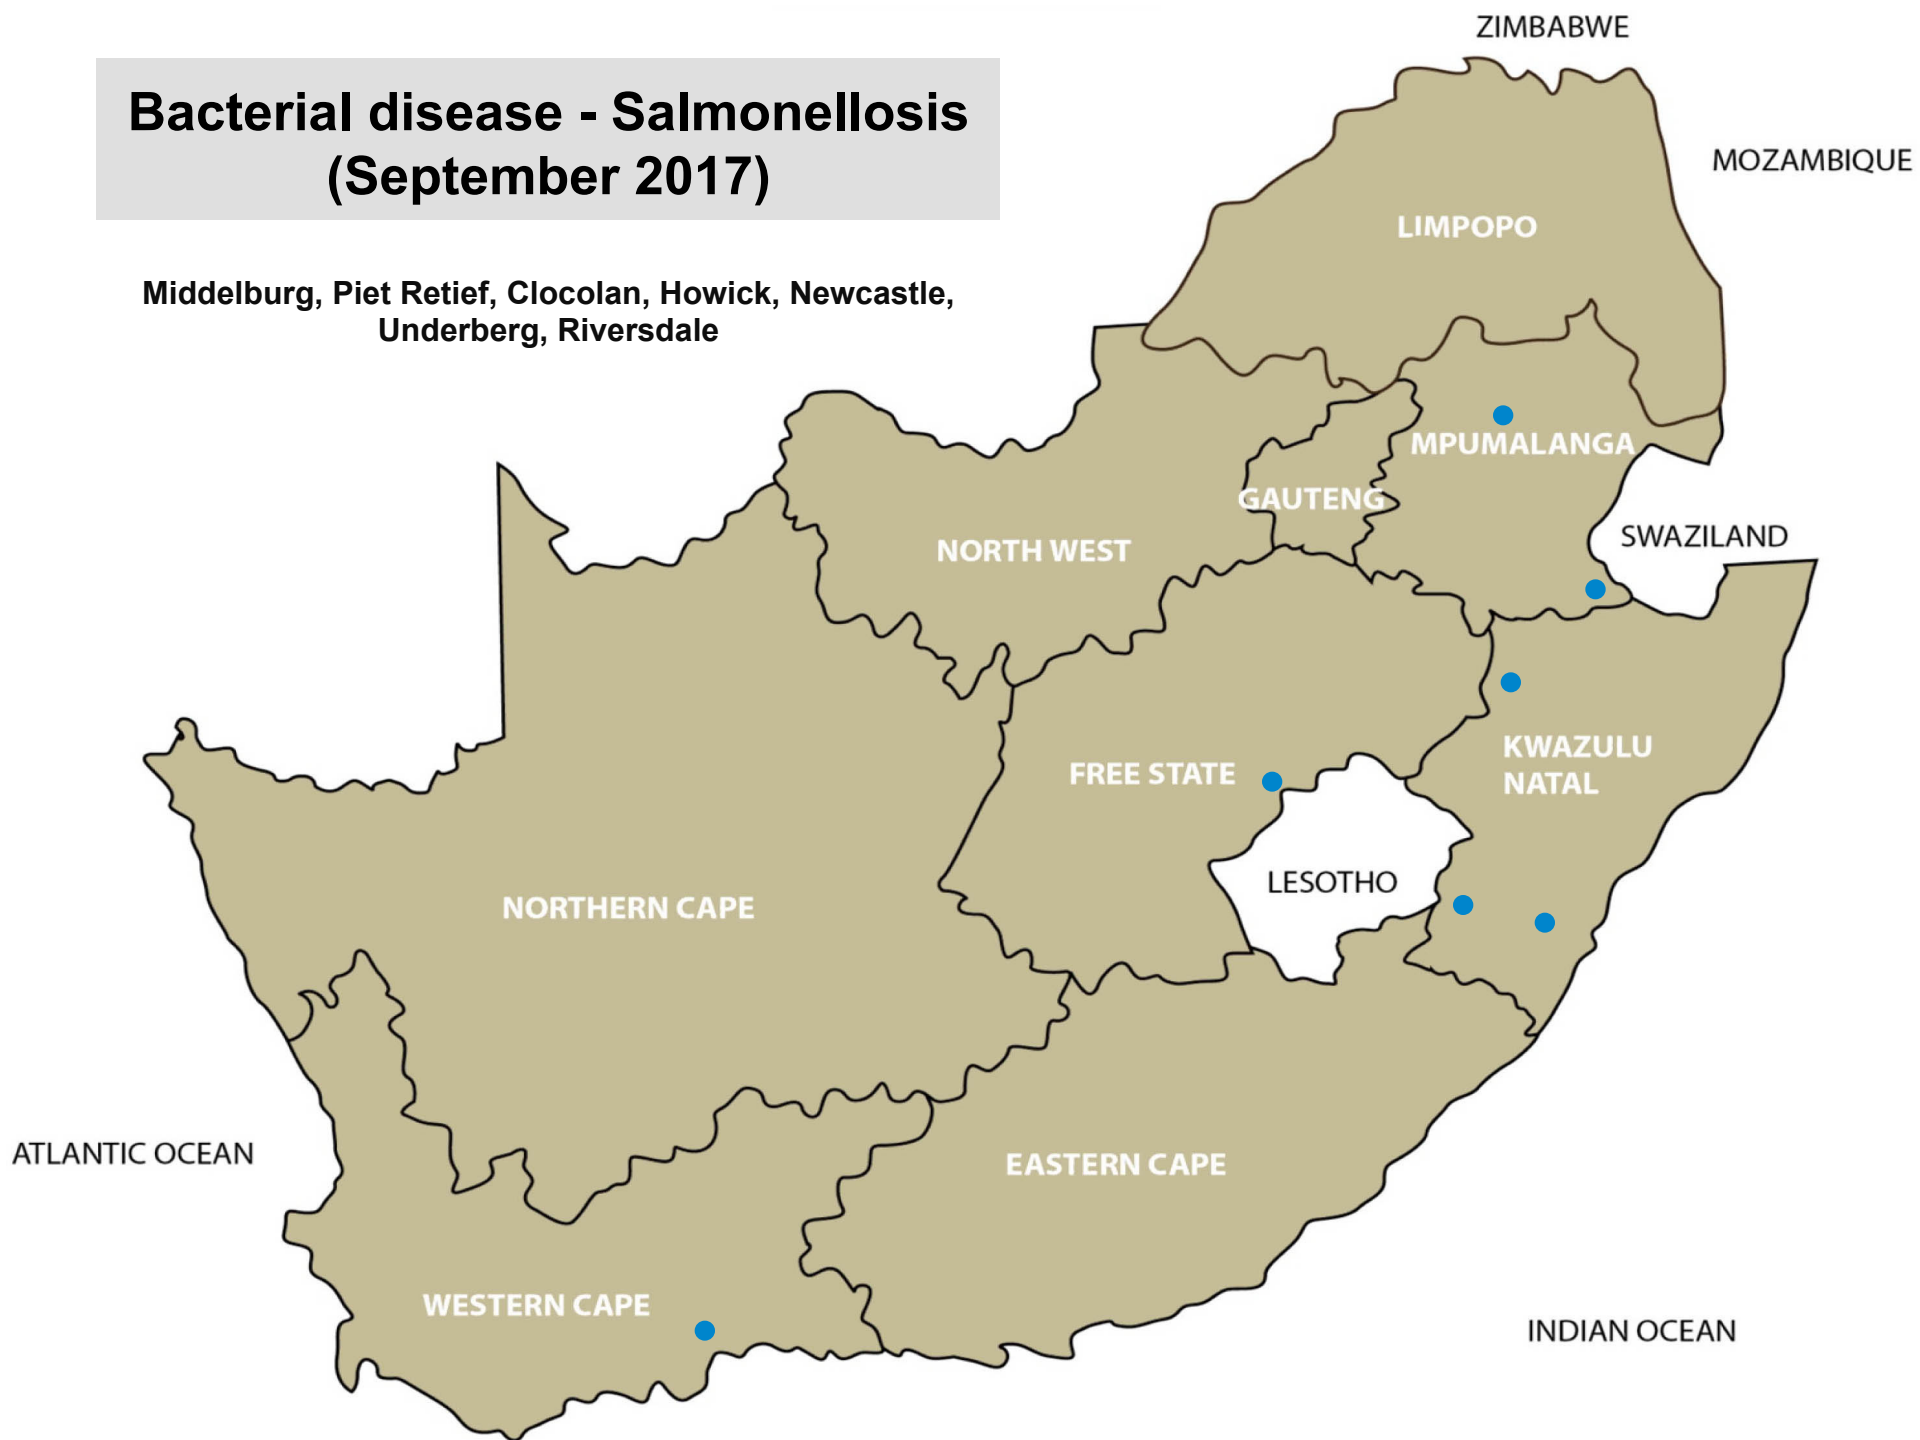 ZIMBABWE
Bacterial disease - Salmonellosis
(September 2017)
MOZAMBIQUE
LIMPOPO
Middelburg, Piet Retief, Clocolan, Howick, Newcastle,
Underberg, Riversdale
MPUMALANGA
GAUTENG
SWAZILAND
NORTH WEST
KWAZULU
NATAL
FREE STATE
LESOTHO
NORTHERN CAPE
ATLANTIC OCEAN
EASTERN CAPE
WESTERN CAPE
INDIAN OCEAN